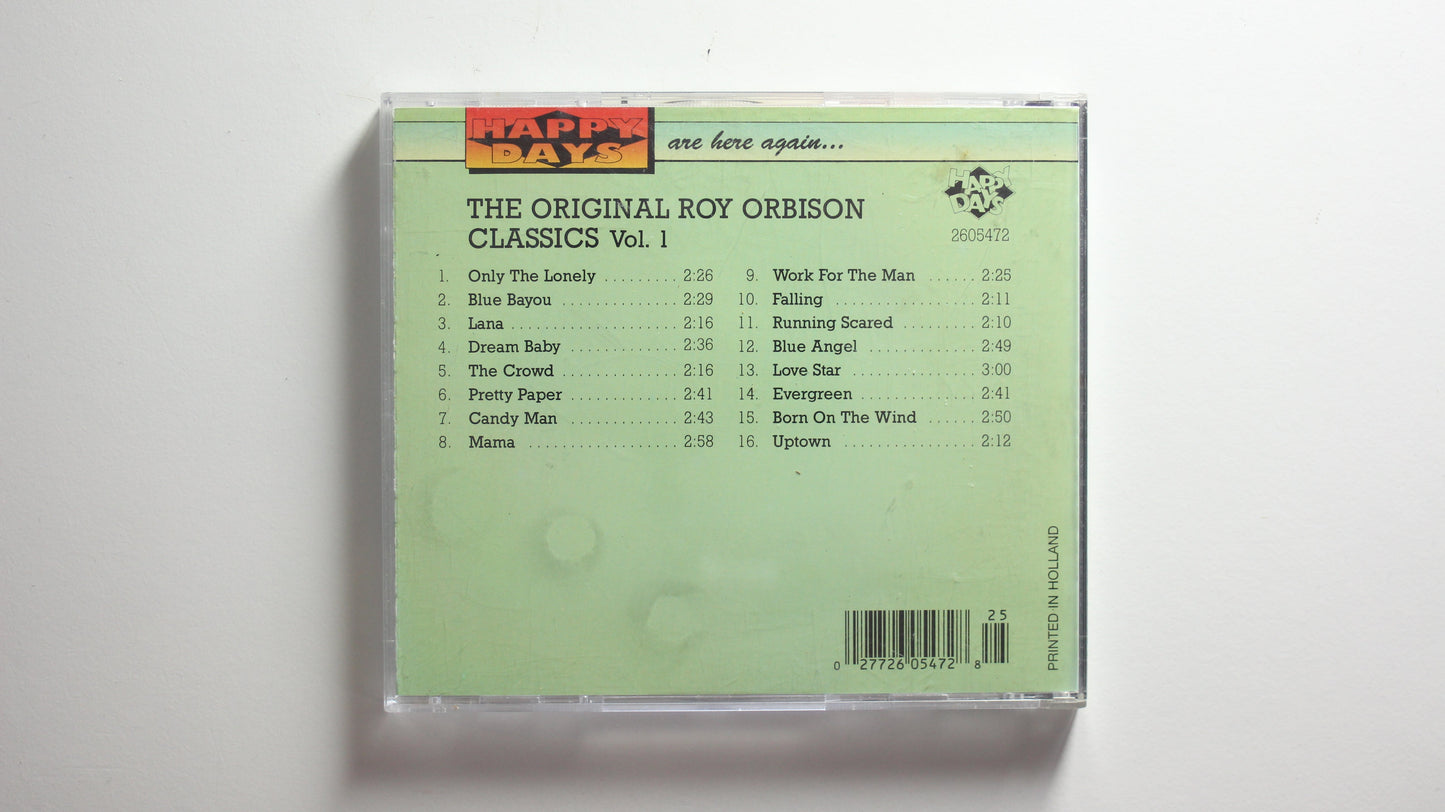 HAPPY
DAYS
are here again...
HAPPY
DAYS
2605472
THE ORIGINAL ROY ORBISON
CLASSICS Vol. 1
1. Only The Lonely ......... 2:26
2. Blue Bayou .............. 2:29
3. Lana .................... 2:16
4. Dream Baby ............. 2:36
5. The Crowd .............. 2:16
6. Pretty Paper ............. 2:41
7. Candy Man ............. 2:43
8. Mama .................. 2:58
9. Work For The Man ...... 2:25
10. Falling ................. 2:11
11. Running Scared ......... 2:10
12. Blue Angel ............. 2:49
13. Love Star ............... 3:00
14. Evergreen .............. 2:41
15. Born On The Wind ...... 2:50
16. Uptown ................ 2:12
PRINTED IN HOLLAND
25
0 27726 05472 8